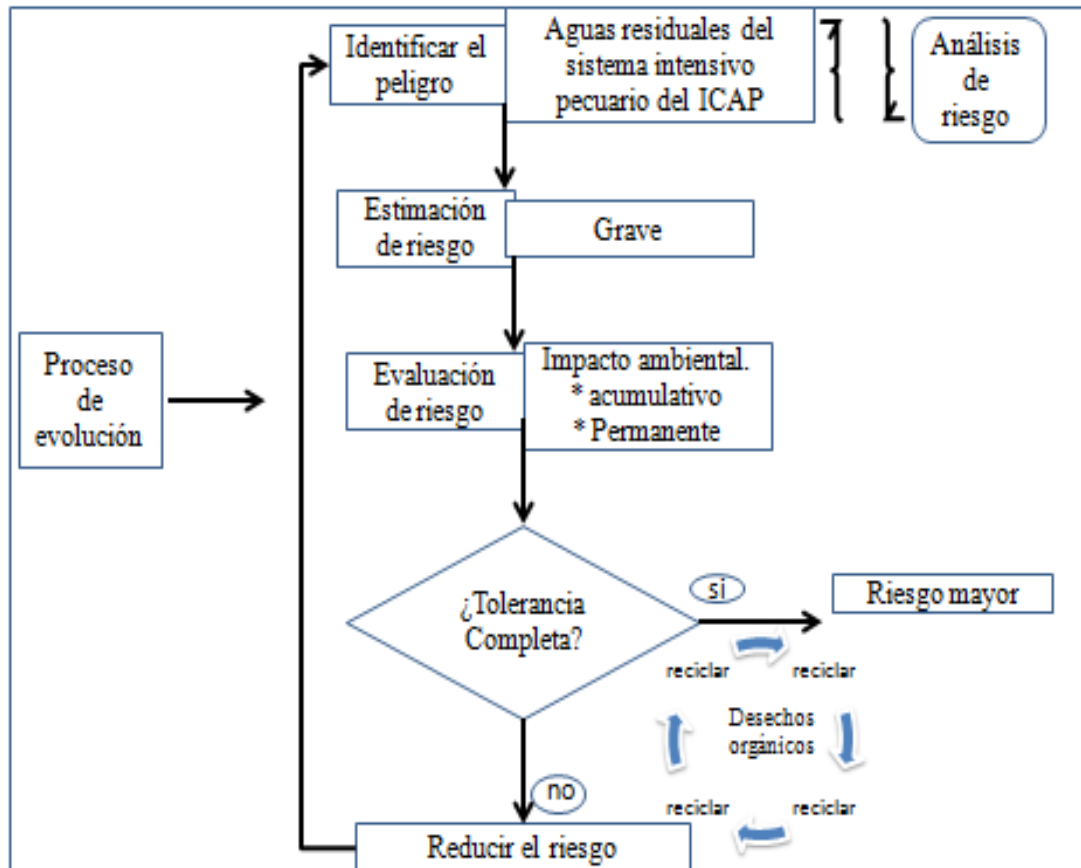 Identificar el
peligro
Aguas residuales del
sistema intensivo
pecuario del ICAP
Análisis
de
riesgo
Estimación
de riesgo
Grave
Proceso
de
evolución
Evaluación
de riesgo
Impacto ambiental.
* acumulativo
* Permanente
¿Tolerancia
Completa?
si
Riesgo mayor
reciclar
reciclar
Desechos
orgánicos
reciclar
reciclar
no
Reducir el riesgo